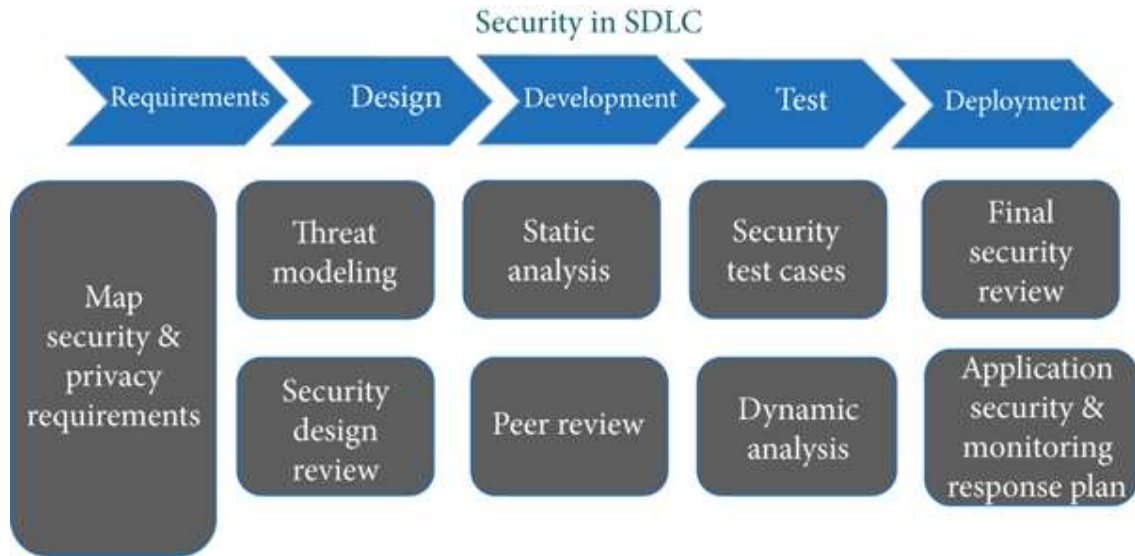 Security in SDLC
Requirements
Design
Development
Test
Deployment
Map
security &
privacy
requirements
Threat
modeling
Static
analysis
Security
test cases
Final
security
review
Security
design
review
Peer review
Dynamic
analysis
Application
security &
monitoring
response plan